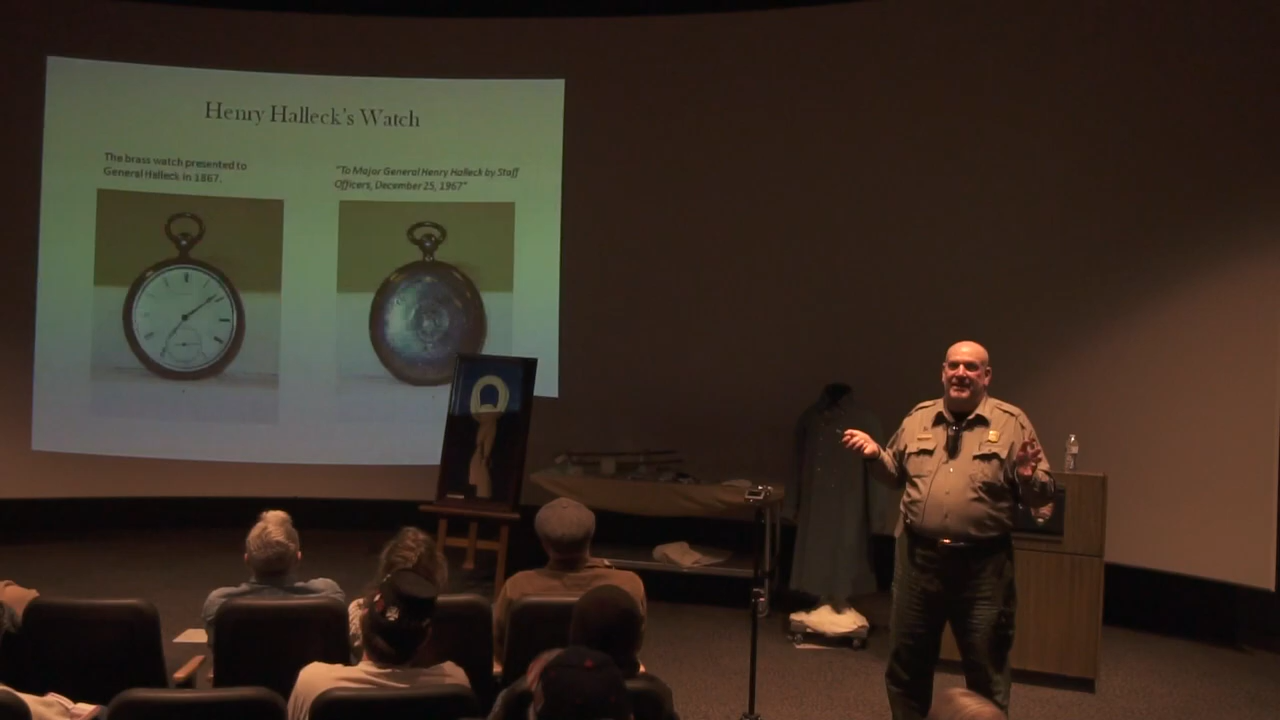 Henry Halleck's Watch
The brass watch presented to
General Halleck in 1867.
"To Major General Henry Halleck by Staff
Officers, December 25, 1967"